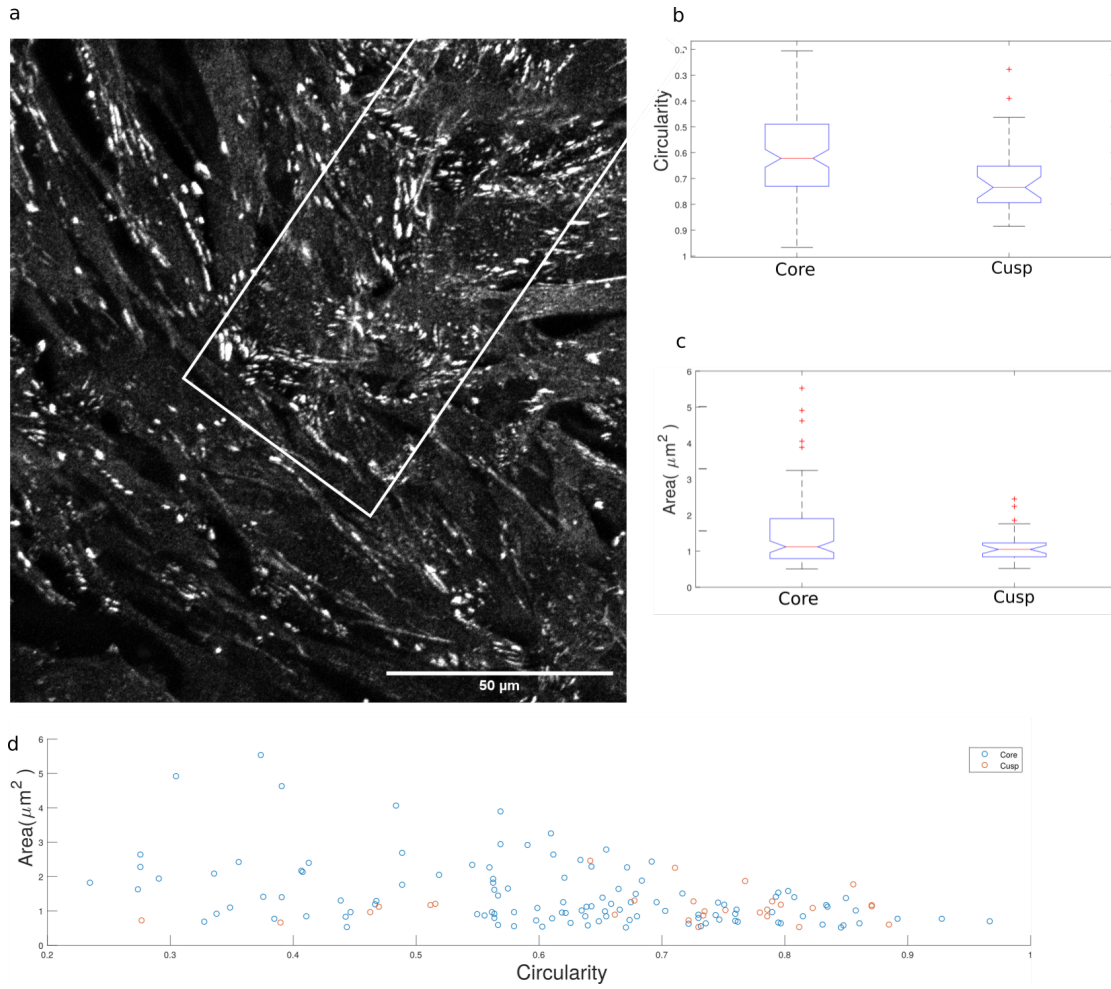 a
50 µm
b
0.2
0.3
0.4
0.5
0.6
0.7
0.8
0.9
1
Circularity
Core
Cusp
c
6
5
4
3
2
1
0
Area( μm²)
Core
Cusp
d
6
5
4
3
2
1
0
Area(μm²)
0.2 0.3 0.4 0.5 0.6 0.7 0.8 0.9 1
Circularity
Core
Cusp